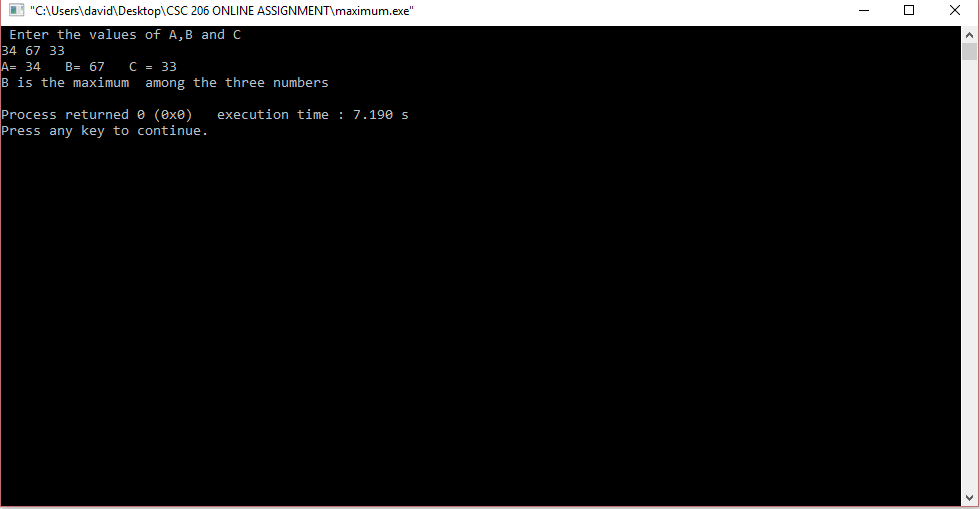 "C:\Users\david\Desktop\CSC 206 ONLINE ASSIGNMENT\maximum.exe"
 Enter the values of A,B and C
34 67 33
A= 34   B= 67   C = 33
B is the maximum  among the three numbers

Process returned 0 (0x0)   execution time : 7.190 s
Press any key to continue.